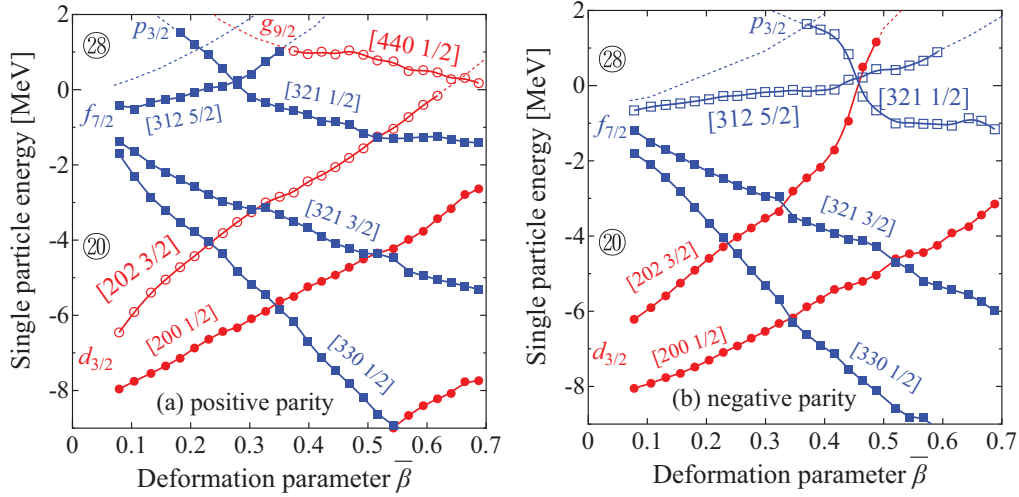 2
0
-2
-4
-6
-8
Single particle energy [MeV]
p3/2
g9/2
[440 1/2]
28
f7/2
[312 5/2]
[321 1/2]
20
[321 3/2]
[202 3/2]
[200 1/2]
d3/2
[330 1/2]
(a) positive parity
0 0.1 0.2 0.3 0.4 0.5 0.6 0.7
Deformation parameter β̅
2
0
-2
-4
-6
-8
Single particle energy [MeV]
p3/2
28
f7/2
[312 5/2]
[321 1/2]
20
[321 3/2]
[202 3/2]
[200 1/2]
d3/2
[330 1/2]
(b) negative parity
0 0.1 0.2 0.3 0.4 0.5 0.6 0.7
Deformation parameter β̅